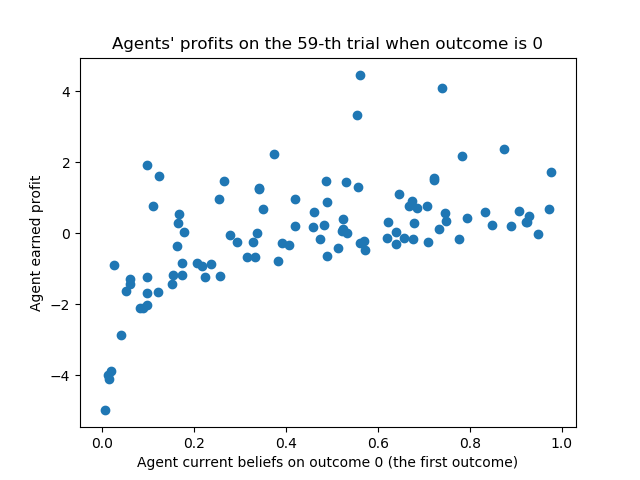 Agents' profits on the 59-th trial when outcome is 0
Agent earned profit
4
2
0
−2
−4
0.0 0.2 0.4 0.6 0.8 1.0
Agent current beliefs on outcome 0 (the first outcome)